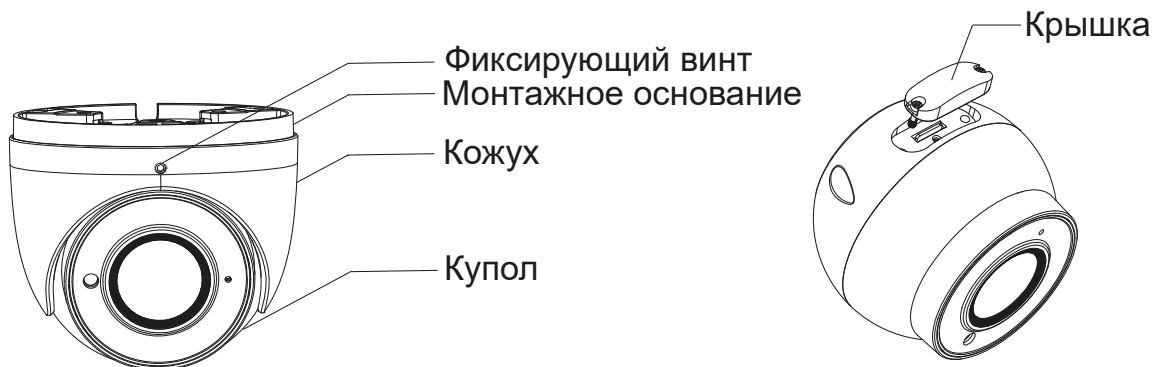 Крышка
Фиксирующий винт
Монтажное основание
Кожух
Купол